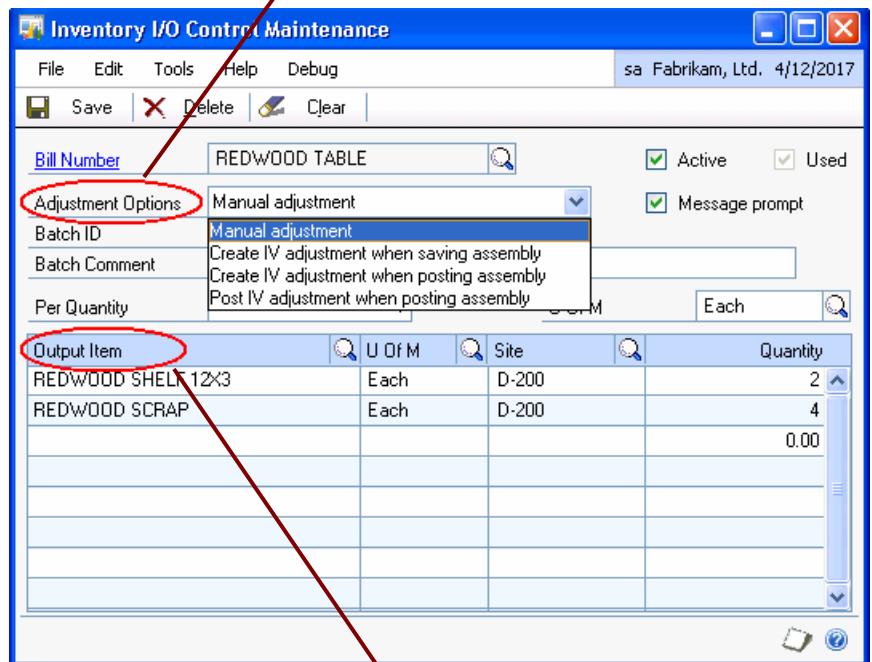 Inventory I/O Control Maintenance
File Edit Tools Help Debug sa Fabrikam, Ltd. 4/12/2017
Save Delete Clear
Bill Number REDWOOD TABLE Active Used
Adjustment Options Manual adjustment Message prompt
Batch ID Manual adjustment
Create IV adjustment when saving assembly
Batch Comment Create IV adjustment when posting assembly
Post IV adjustment when posting assembly
Per Quantity U Of M Each
Output Item U Of M Site Quantity
REDWOOD SHELF 12X3 Each D-200 2
REDWOOD SCRAP Each D-200 4
0.00